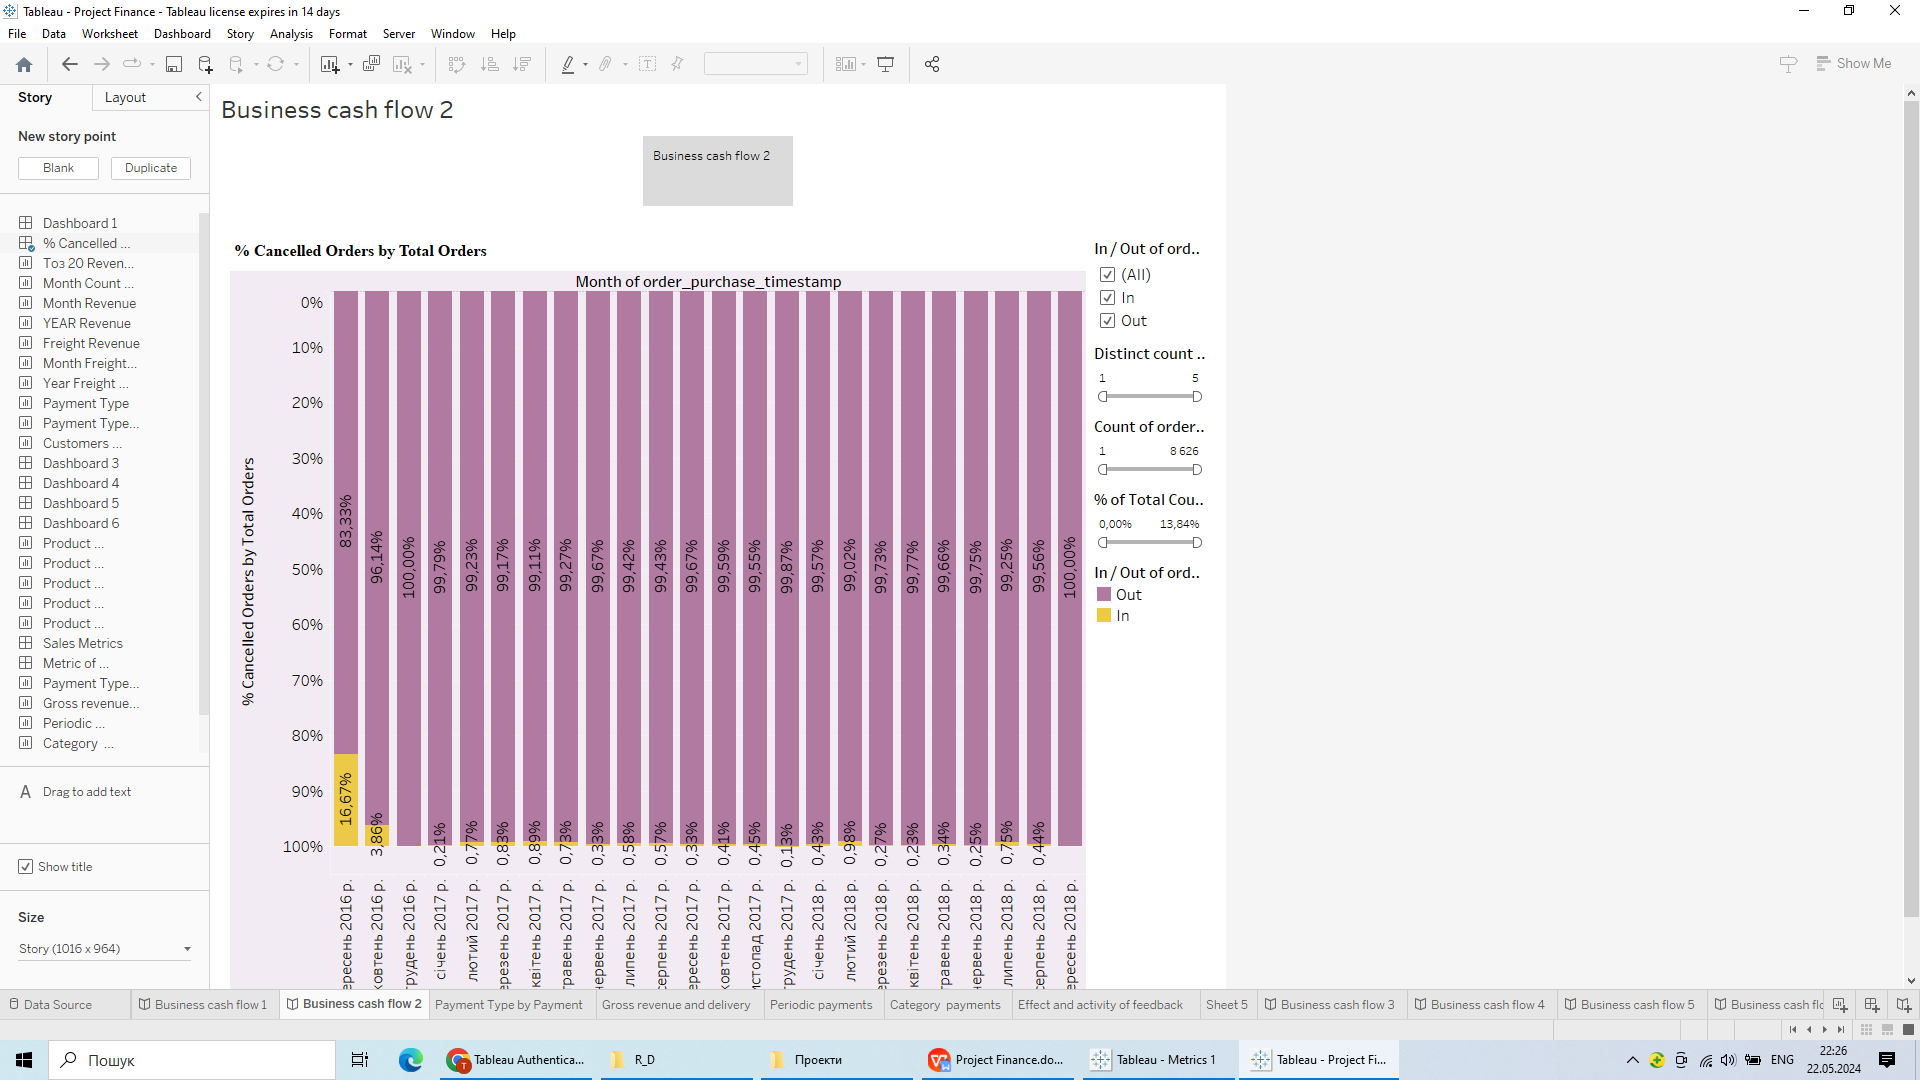 Tableau - Project Finance - Tableau license expires in 14 days
File Data Worksheet Dashboard Story Analysis Format Server Window Help
Show Me
Story Layout
New story point
Blank Duplicate
Dashboard 1
% Cancelled ...
Тоз 20 Reven...
Month Count ...
Month Revenue
YEAR Revenue
Freight Revenue
Month Freight...
Year Freight ...
Payment Type
Payment Type...
Customers ...
Dashboard 3
Dashboard 4
Dashboard 5
Dashboard 6
Product ...
Product ...
Product ...
Product ...
Product ...
Sales Metrics
Metric of ...
Payment Type...
Gross revenue...
Periodic ...
Category ...
A Drag to add text
Show title
Size
Story (1016 x 964)
Business cash flow 2
Business cash flow 2
% Cancelled Orders by Total Orders
Month of order_purchase_timestamp
% Cancelled Orders by Total Orders
0%
10%
20%
30%
40%
50%
60%
70%
80%
90%
100%
83,33% 96,14% 100,00% 99,79% 99,23% 99,17% 99,11% 99,27% 99,67% 99,42% 99,43% 99,67% 99,59% 99,55% 99,87% 99,57% 99,02% 99,73% 99,77% 99,66% 99,75% 99,25% 99,56% 100,00%
16,67% 3,86% 0,21% 0,77% 0,83% 0,89% 0,73% 0,33% 0,58% 0,57% 0,33% 0,41% 0,45% 0,13% 0,43% 0,98% 0,27% 0,23% 0,34% 0,25% 0,75% 0,44%
ересень 2016 р.
ковтень 2016 р.
грудень 2016 р.
січень 2017 р.
лютий 2017 р.
ерезень 2017 р.
квітень 2017 р.
травень 2017 р.
нервень 2017 р.
липень 2017 р.
серпень 2017 р.
ересень 2017 р.
ковтень 2017 р.
истопад 2017 р.
грудень 2017 р.
січень 2018 р.
лютий 2018 р.
ерезень 2018 р.
квітень 2018 р.
травень 2018 р.
нервень 2018 р.
липень 2018 р.
серпень 2018 р.
ересень 2018 р.
In / Out of ord..
(All)
In
Out
Distinct count ..
1 5
Count of order..
1 8 626
% of Total Cou..
0,00% 13,84%
In / Out of ord..
Out
In
Data Source Business cash flow 1 Business cash flow 2 Payment Type by Payment Gross revenue and delivery Periodic payments Category payments Effect and activity of feedback Sheet 5 Business cash flow 3 Business cash flow 4 Business cash flow 5 Business cash flc
Пошук
Tableau Authentica...
R_D
Проекти
Project Finance.do...
Tableau - Metrics 1
Tableau - Project Fi...
ENG
22:26
22.05.2024